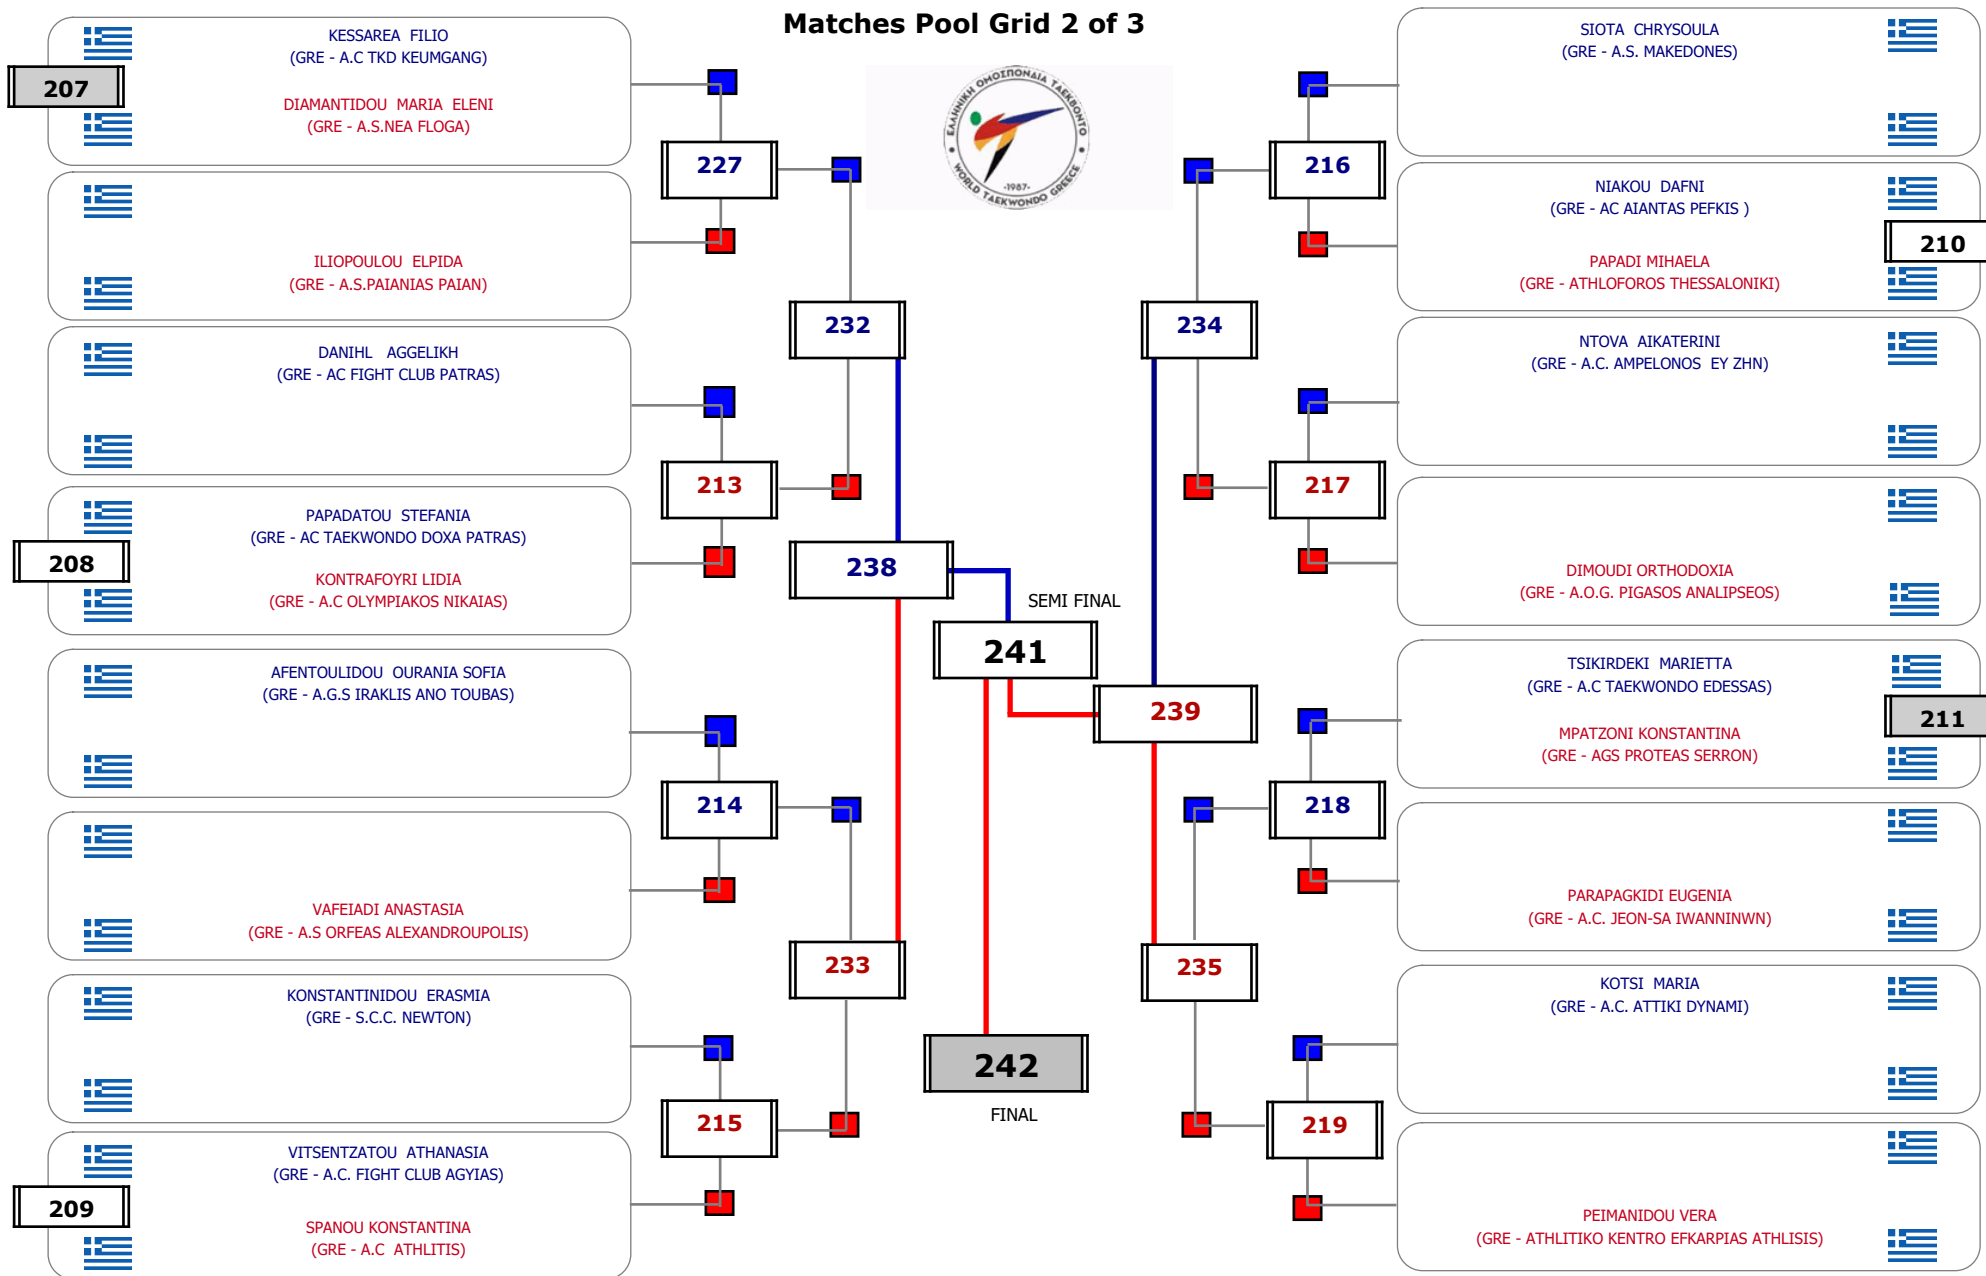 Matches Pool Grid 2 of 3
ΕΛΛΗΝΙΚΗ ΟΜΟΣΠΟΝΔΙΑ ΤΑΕΚΒΟΝΤΟ
-1987-
WORLD TAEKWONDO GREECE
207
KESSAREA FILIO
(GRE - A.C TKD KEUMGANG)
DIAMANTIDOU MARIA ELENI
(GRE - A.S.NEA FLOGA)
ILIOPOULOU ELPIDA
(GRE - A.S.PAIANIAS PAIAN)
DANIHL AGGELIKH
(GRE - AC FIGHT CLUB PATRAS)
208
PAPADATOU STEFANIA
(GRE - AC TAEKWONDO DOXA PATRAS)
KONTRAFOYRI LIDIA
(GRE - A.C OLYMPIAKOS NIKAIAS)
AFENTOULIDOU OURANIA SOFIA
(GRE - A.G.S IRAKLIS ANO TOUBAS)
VAFEIADI ANASTASIA
(GRE - A.S ORFEAS ALEXANDROUPOLIS)
KONSTANTINIDOU ERASMIA
(GRE - S.C.C. NEWTON)
209
VITSENTZATOU ATHANASIA
(GRE - A.C. FIGHT CLUB AGYIAS)
SPANOU KONSTANTINA
(GRE - A.C ATHLITIS)
227
213
214
215
232
233
238
SEMI FINAL
241
239
242
FINAL
234
235
216
217
218
219
SIOTA CHRYSOULA
(GRE - A.S. MAKEDONES)
NIAKOU DAFNI
(GRE - AC AIANTAS PEFKIS )
210
PAPADI MIHAELA
(GRE - ATHLOFOROS THESSALONIKI)
NTOVA AIKATERINI
(GRE - A.C. AMPELONOS EY ZHN)
DIMOUDI ORTHODOXIA
(GRE - A.O.G. PIGASOS ANALIPSEOS)
TSIKIRDEKI MARIETTA
(GRE - A.C TAEKWONDO EDESSAS)
211
MPATZONI KONSTANTINA
(GRE - AGS PROTEAS SERRON)
PARAPAGKIDI EUGENIA
(GRE - A.C. JEON-SA IWANNINWN)
KOTSI MARIA
(GRE - A.C. ATTIKI DYNAMI)
PEIMANIDOU VERA
(GRE - ATHLITIKO KENTRO EFKARPIAS ATHLISIS)